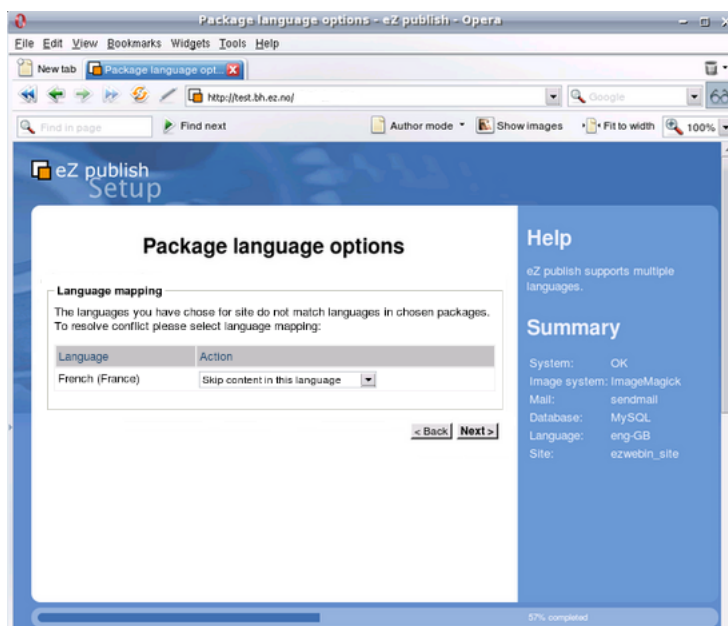 Package language options - eZ publish - Opera
File Edit View Bookmarks Widgets Tools Help
New tab Package language opt...
http://test.bh.ez.no/ Google
Find in page Find next Author mode Show images Fit to width 100%
eZ publish
Setup
Package language options
Language mapping
The languages you have chose for site do not match languages in chosen packages.
To resolve conflict please select language mapping:
Language Action
French (France) Skip content in this language
< Back Next >
Help
eZ publish supports multiple
languages.
Summary
System: OK
Image system: ImageMagick
Mail: sendmail
Database: MySQL
Language: eng-GB
Site: ezwebin_site
57% completed